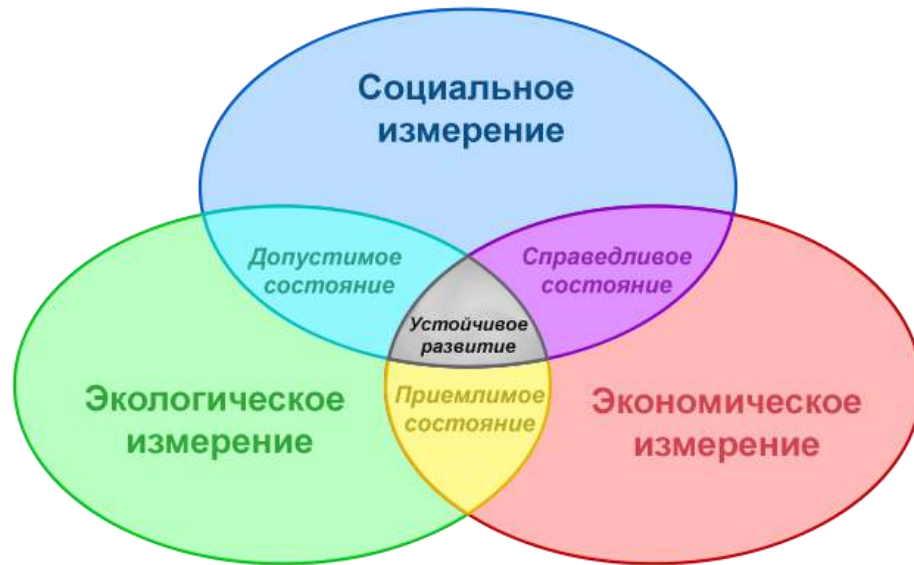 Социальное
измерение
Допустимое
состояние
Справедливое
состояние
Устойчивое
развитие
Экологическое
измерение
Приемлимое
состояние
Экономическое
измерение